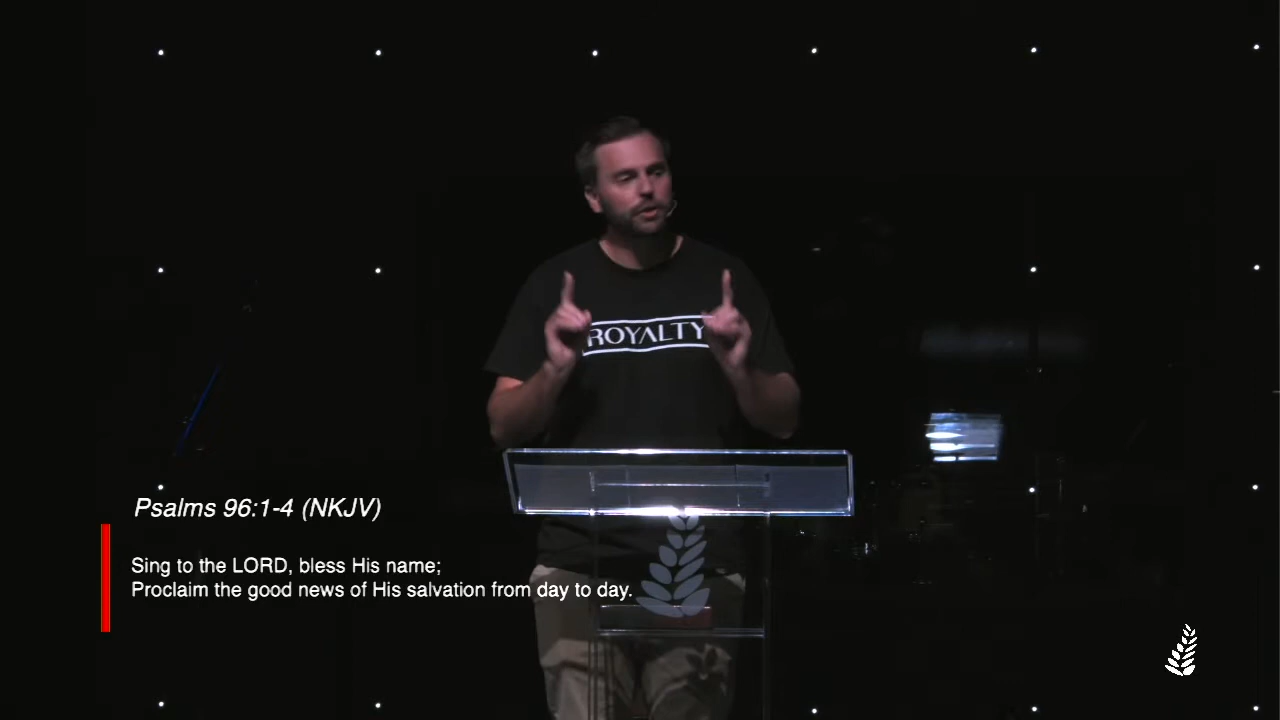 ROYALTY
Psalms 96:1-4 (NKJV)
Sing to the LORD, bless His name;
Proclaim the good news of His salvation from day to day.